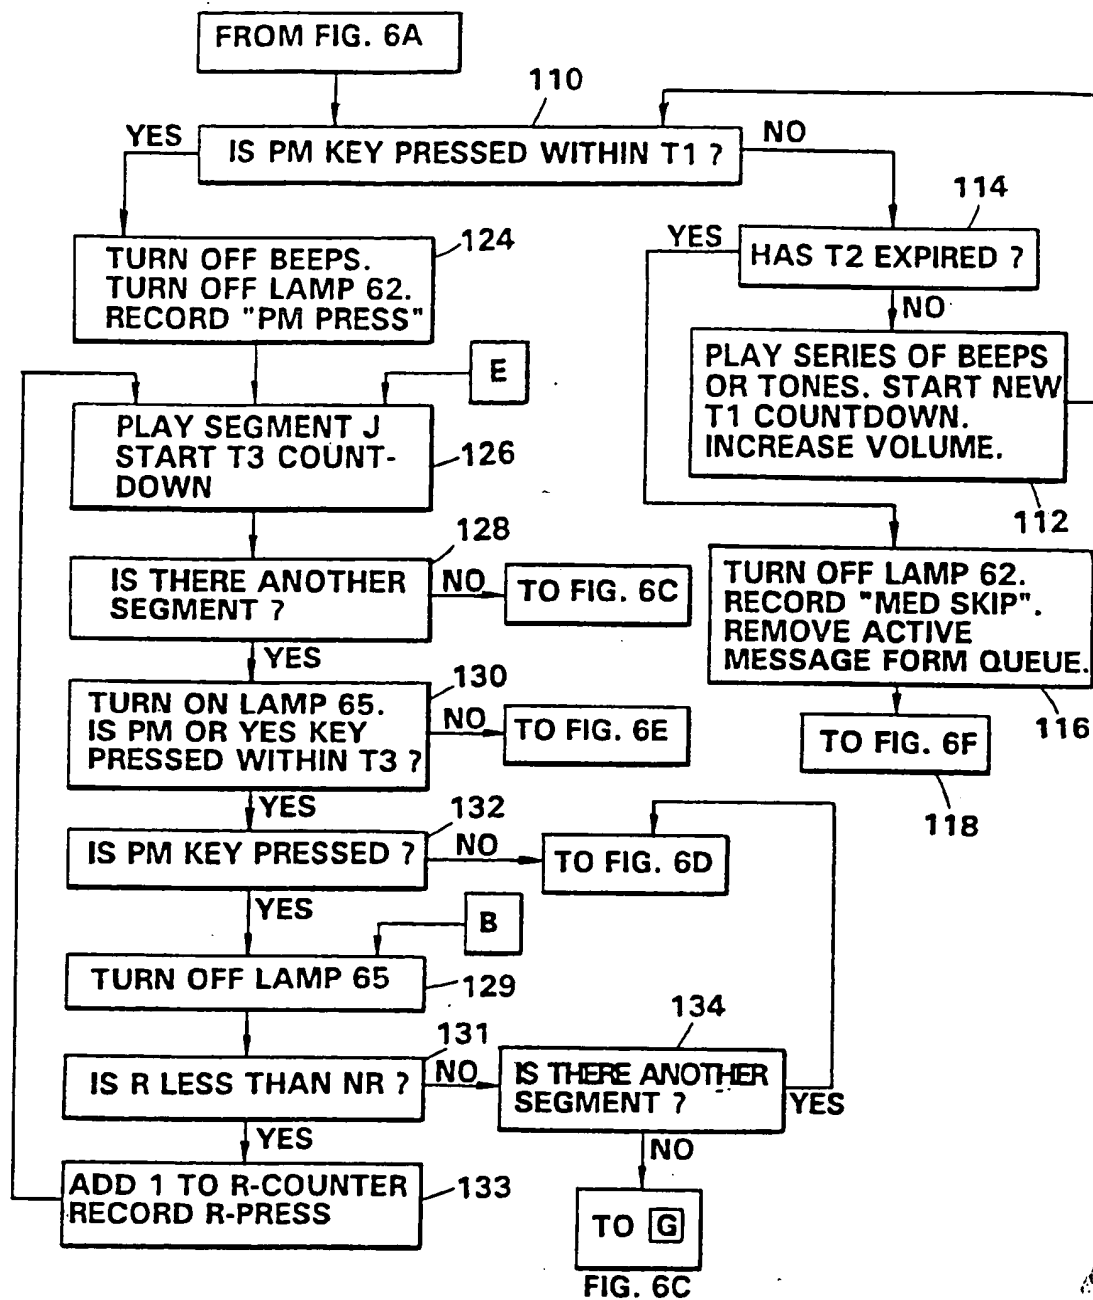 FROM FIG. 6A
110
YES
IS PM KEY PRESSED WITHIN T1 ?
NO
114
124
TURN OFF BEEPS.
TURN OFF LAMP 62.
RECORD "PM PRESS"
YES
HAS T2 EXPIRED ?
NO
E
PLAY SERIES OF BEEPS
OR TONES. START NEW
T1 COUNTDOWN.
INCREASE VOLUME.
112
PLAY SEGMENT J
START T3 COUNT-
DOWN
126
128
IS THERE ANOTHER
SEGMENT ?
NO
TO FIG. 6C
TURN OFF LAMP 62.
RECORD "MED SKIP".
REMOVE ACTIVE
MESSAGE FORM QUEUE.
116
YES
130
TURN ON LAMP 65.
IS PM OR YES KEY
PRESSED WITHIN T3 ?
NO
TO FIG. 6E
TO FIG. 6F
118
YES
132
IS PM KEY PRESSED ?
NO
TO FIG. 6D
YES
B
TURN OFF LAMP 65
129
131
134
IS R LESS THAN NR ?
NO
IS THERE ANOTHER
SEGMENT ?
YES
YES
NO
ADD 1 TO R-COUNTER
RECORD R-PRESS
133
TO G
FIG. 6C